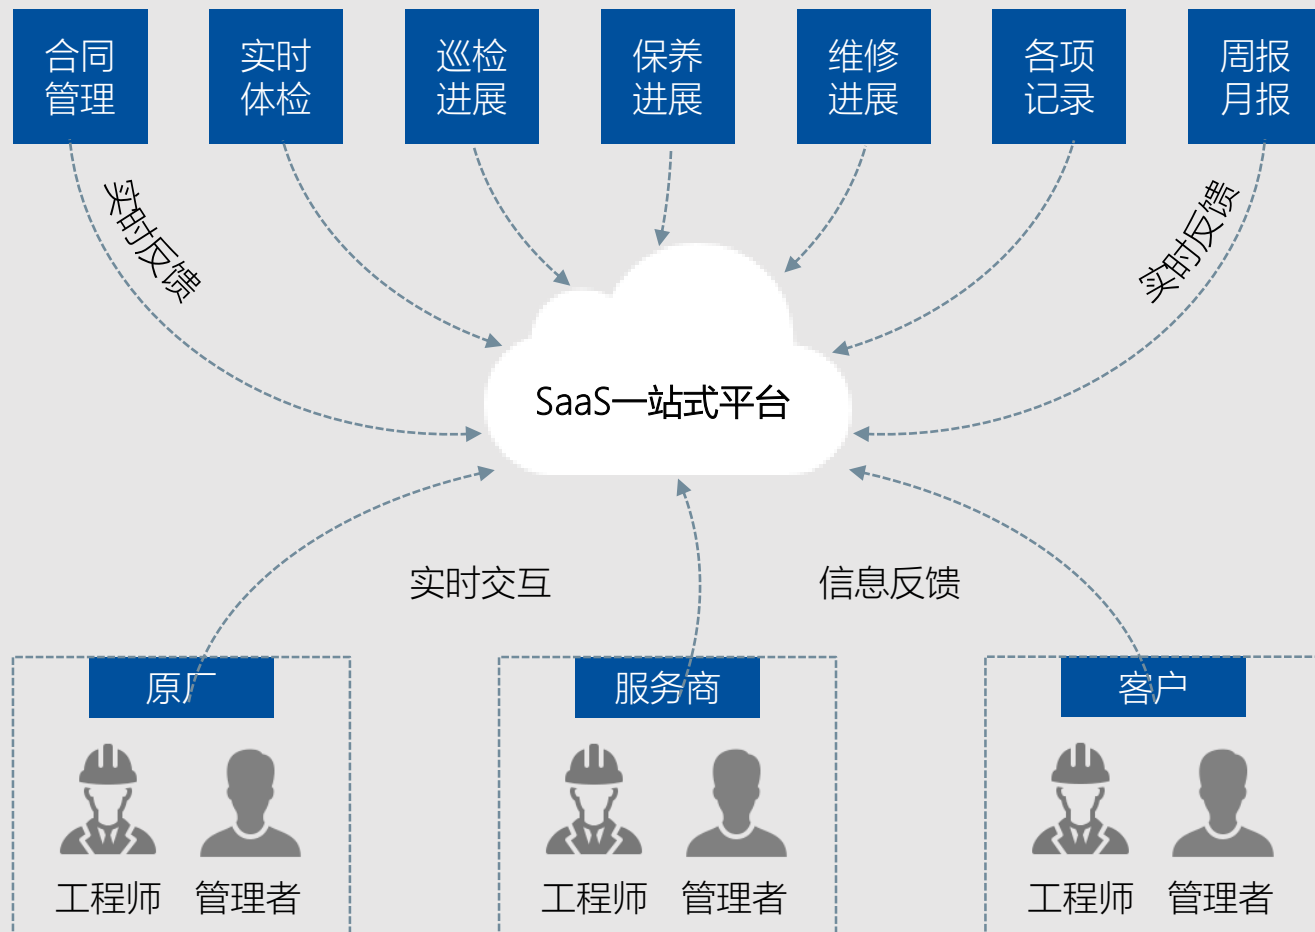 合同
管理
实时
体检
巡检
进展
保养
进展
维修
进展
各项
记录
周报
月报
实时反馈
实时反馈
SaaS一站式平台
实时交互
信息反馈
原厂
服务商
客户
工程师
管理者
工程师
管理者
工程师
管理者